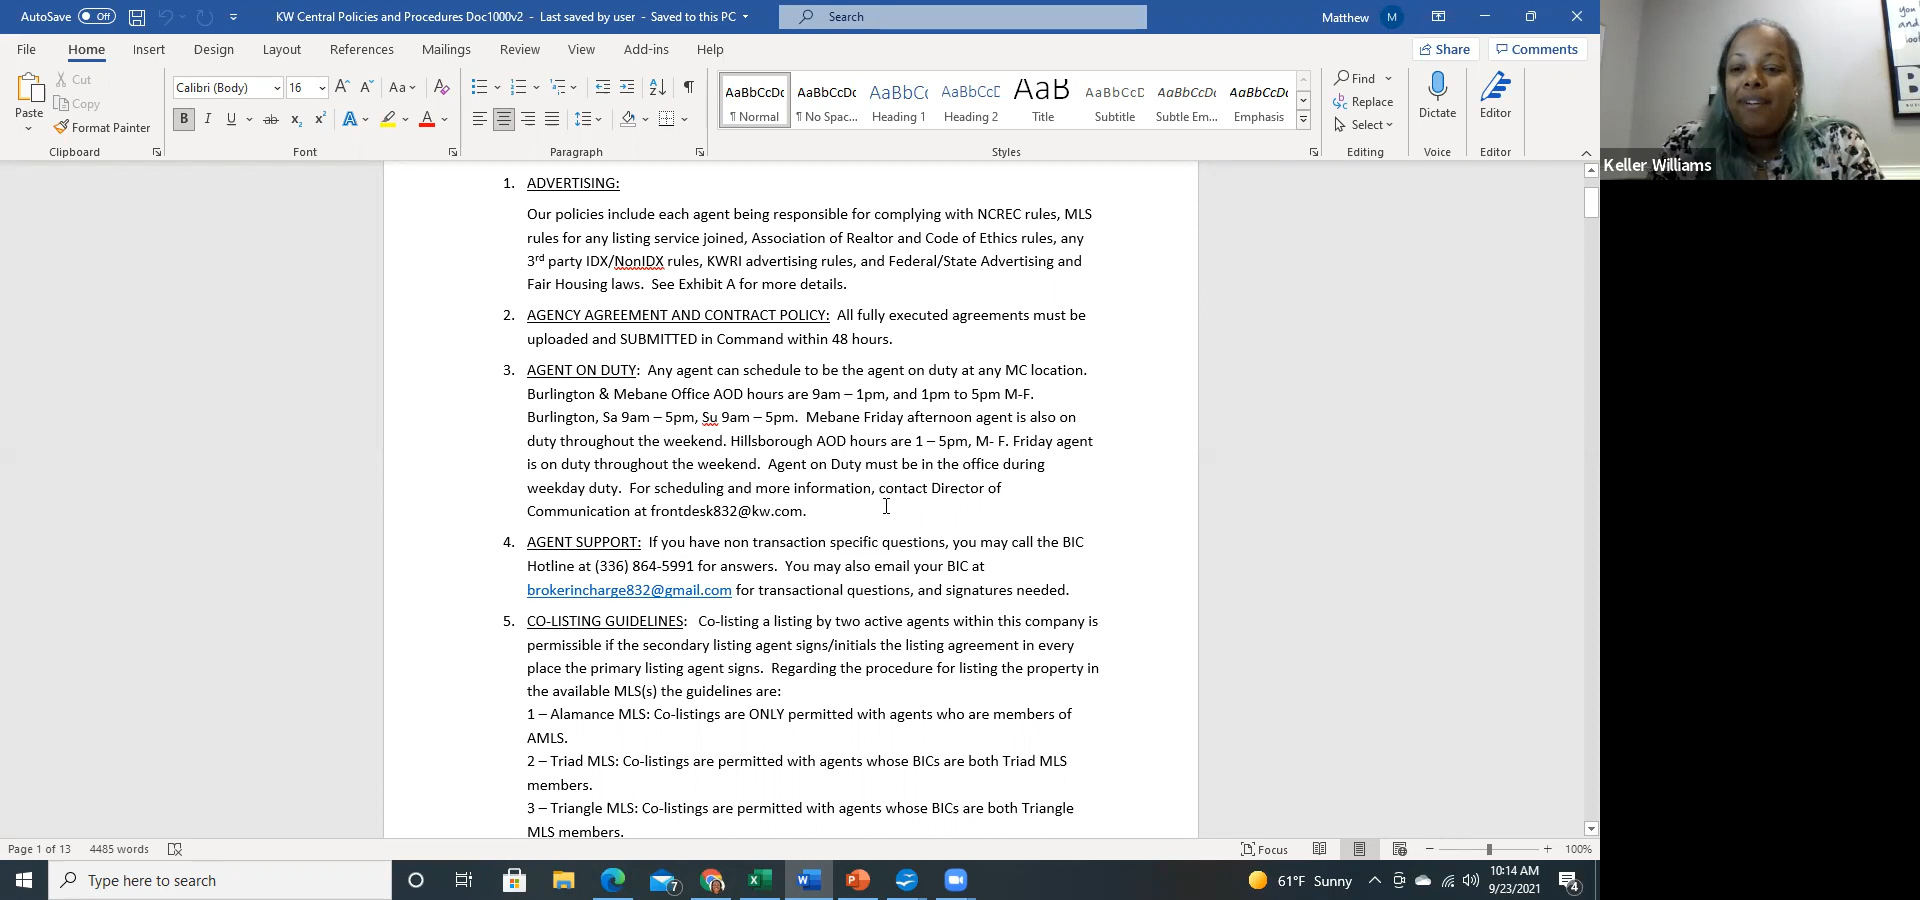 AutoSave Off KW Central Policies and Procedures Doc1000v2 - Last saved by user - Saved to this PC Search Matthew M
File Home Insert Design Layout References Mailings Review View Add-ins Help Share Comments
Paste Cut Copy Format Painter
Calibri (Body) 16
AaBbCcDc AaBbCcDc AaBbCc AaBbCcD AaB AaBbCcD AaBbCcDc AaBbCcDc
¶ Normal ¶ No Spac... Heading 1 Heading 2 Title Subtitle Subtle Em... Emphasis
Find Replace Select Dictate Editor
Clipboard Font Paragraph Styles Editing Voice Editor
1. ADVERTISING:
Our policies include each agent being responsible for complying with NCREC rules, MLS
rules for any listing service joined, Association of Realtor and Code of Ethics rules, any
3rd party IDX/NonIDX rules, KWRI advertising rules, and Federal/State Advertising and
Fair Housing laws. See Exhibit A for more details.
2. AGENCY AGREEMENT AND CONTRACT POLICY: All fully executed agreements must be
uploaded and SUBMITTED in Command within 48 hours.
3. AGENT ON DUTY: Any agent can schedule to be the agent on duty at any MC location.
Burlington & Mebane Office AOD hours are 9am – 1pm, and 1pm to 5pm M-F.
Burlington, Sa 9am – 5pm, Su 9am – 5pm. Mebane Friday afternoon agent is also on
duty throughout the weekend. Hillsborough AOD hours are 1 – 5pm, M- F. Friday agent
is on duty throughout the weekend. Agent on Duty must be in the office during
weekday duty. For scheduling and more information, contact Director of
Communication at frontdesk832@kw.com.
4. AGENT SUPPORT: If you have non transaction specific questions, you may call the BIC
Hotline at (336) 864-5991 for answers. You may also email your BIC at
brokerincharge832@gmail.com for transactional questions, and signatures needed.
5. CO-LISTING GUIDELINES: Co-listing a listing by two active agents within this company is
permissible if the secondary listing agent signs/initials the listing agreement in every
place the primary listing agent signs. Regarding the procedure for listing the property in
the available MLS(s) the guidelines are:
1 – Alamance MLS: Co-listings are ONLY permitted with agents who are members of
AMLS.
2 – Triad MLS: Co-listings are permitted with agents whose BICs are both Triad MLS
members.
3 – Triangle MLS: Co-listings are permitted with agents whose BICs are both Triangle
MLS members.
Page 1 of 13 4485 words Focus 100%
Type here to search 7 61°F Sunny 10:14 AM
9/23/2021 4
Keller Williams
you
and